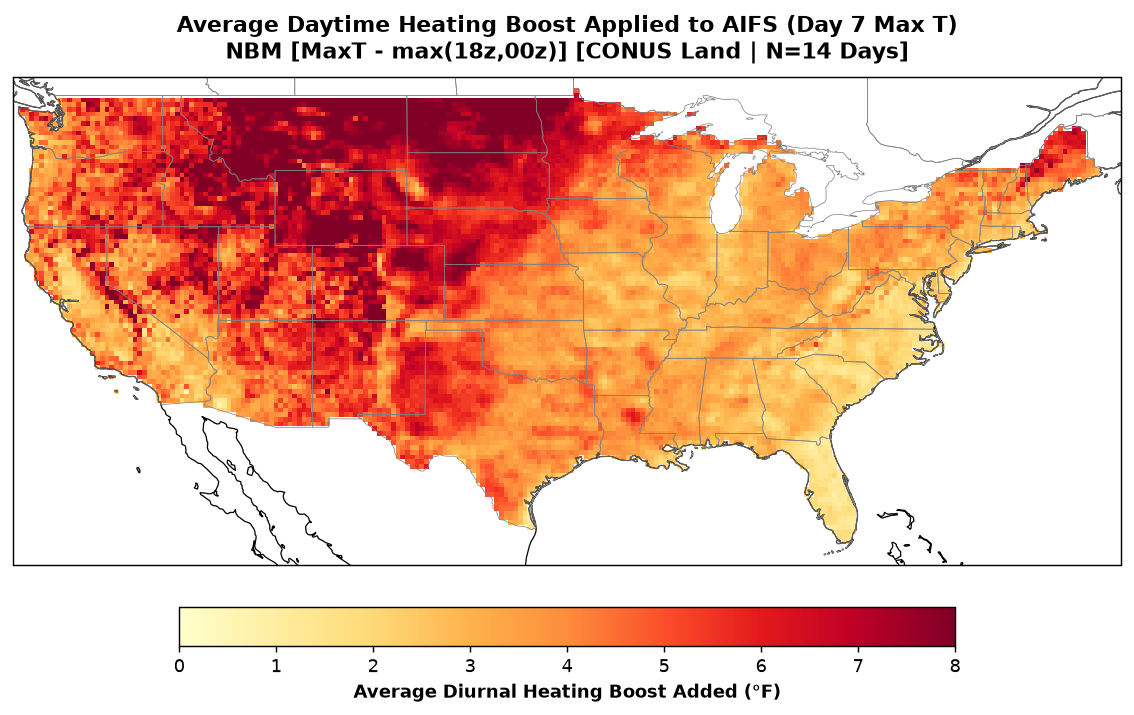 Average Daytime Heating Boost Applied to AIFS (Day 7 Max T)
NBM [MaxT - max(18z,00z)] [CONUS Land | N=14 Days]
0 1 2 3 4 5 6 7 8
Average Diurnal Heating Boost Added (°F)